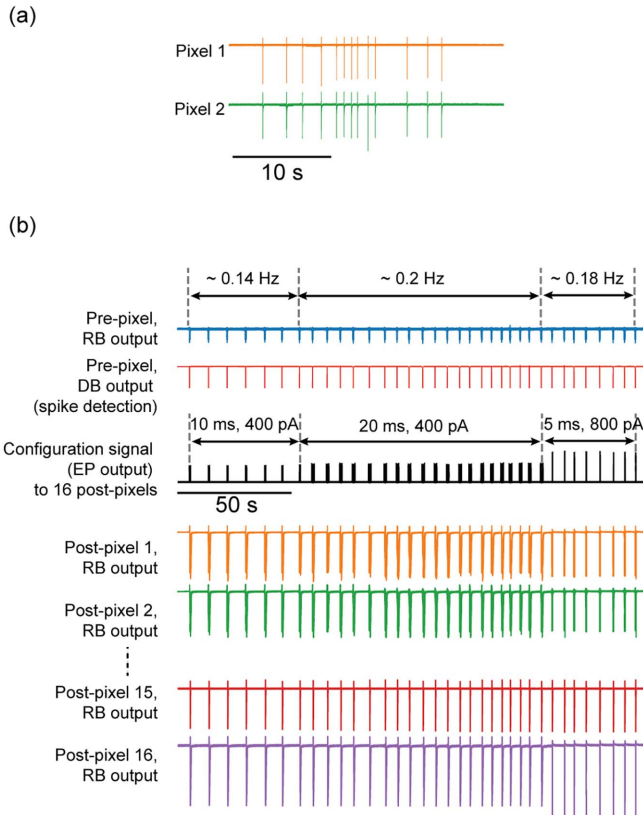 (a)
Pixel 1
Pixel 2
10 s
(b)
~ 0.14 Hz
~ 0.2 Hz
~ 0.18 Hz
Pre-pixel,
RB output
Pre-pixel,
DB output
(spike detection)
10 ms, 400 pA
20 ms, 400 pA
5 ms, 800 pA
Configuration signal
(EP output)
to 16 post-pixels
50 s
Post-pixel 1,
RB output
Post-pixel 2,
RB output
Post-pixel 15,
RB output
Post-pixel 16,
RB output